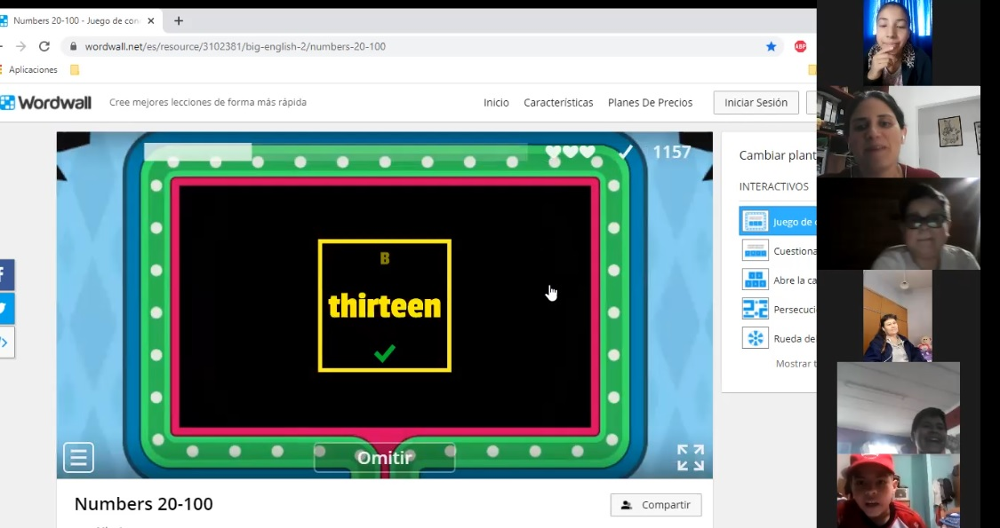 Numbers 20-100 - Juego de con
wordwall.net/es/resource/3102381/big-english-2/numbers-20-100
ABP
Aplicaciones
Wordwall
Cree mejores lecciones de forma más rápida
Inicio Características Planes De Precios Iniciar Sesión
1157
B
thirteen
Omitir
Cambiar plant
INTERACTIVOS
Juego de c
Cuestiona
Abre la ca
Persecuci
Rueda de
Mostrar t
Numbers 20-100
Compartir